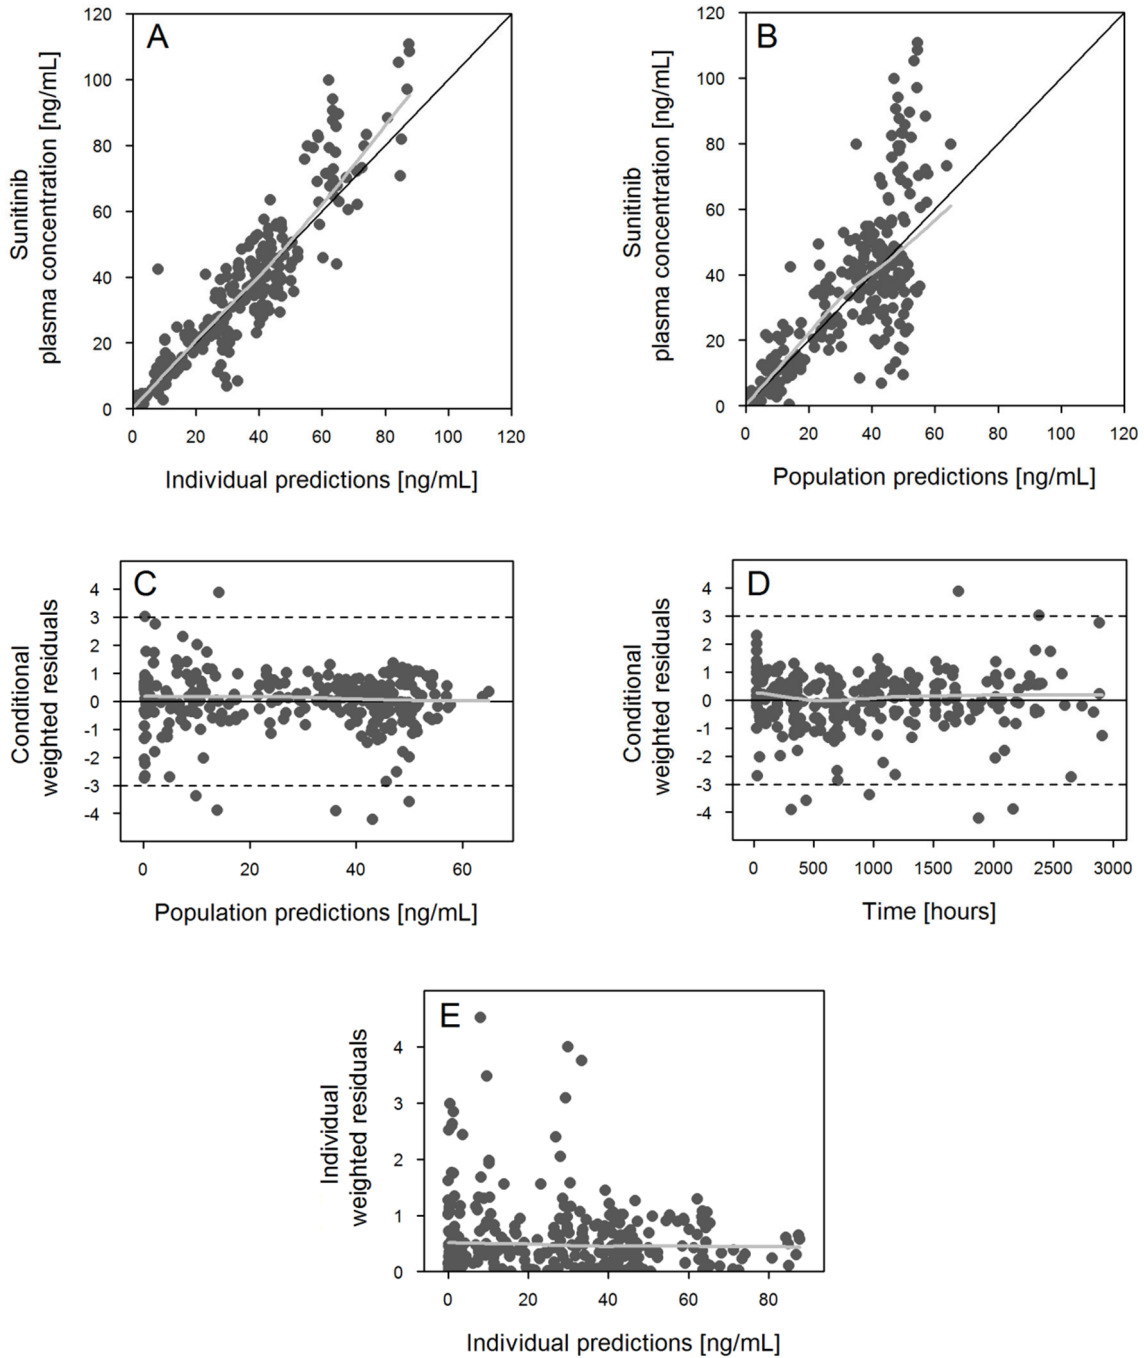 A
Sunitinib
plasma concentration [ng/mL]
120
100
80
60
40
20
0
0 20 40 60 80 100 120
Individual predictions [ng/mL]
B
Sunitinib
plasma concentration [ng/mL]
120
100
80
60
40
20
0
0 20 40 60 80 100 120
Population predictions [ng/mL]
C
Conditional
weighted residuals
4
3
2
1
0
-1
-2
-3
-4
0 20 40 60
Population predictions [ng/mL]
D
Conditional
weighted residuals
4
3
2
1
0
-1
-2
-3
-4
0 500 1000 1500 2000 2500 3000
Time [hours]
E
Individual
weighted residuals
4
3
2
1
0
0 20 40 60 80
Individual predictions [ng/mL]